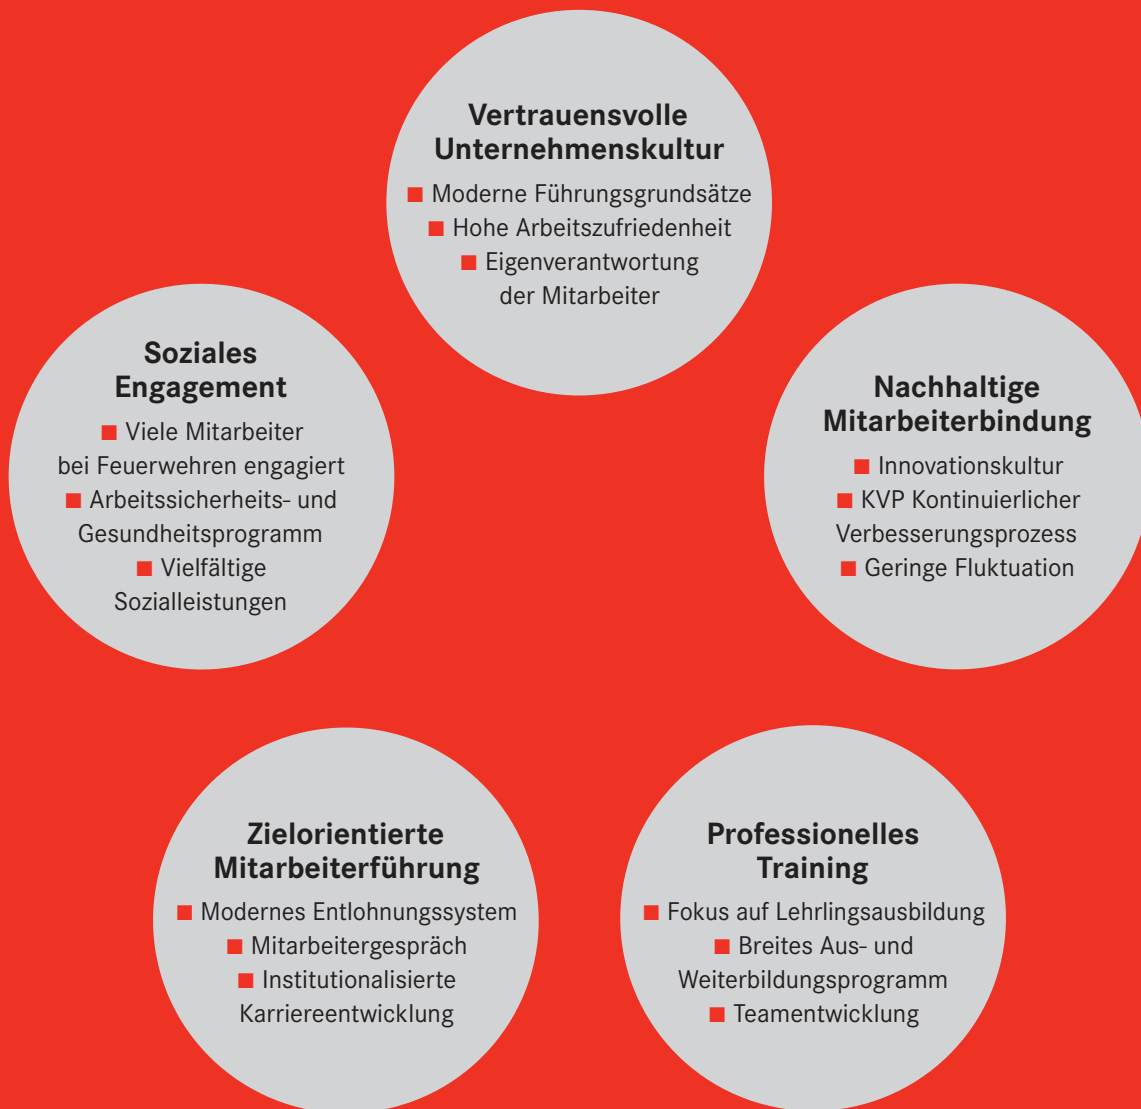 Vertrauensvolle
Unternehmenskultur
■ Moderne Führungsgrundsätze
■ Hohe Arbeitszufriedenheit
■ Eigenverantwortung
der Mitarbeiter
Soziales
Engagement
■ Viele Mitarbeiter
bei Feuerwehren engagiert
■ Arbeitssicherheits- und
Gesundheitsprogramm
■ Vielfältige
Sozialleistungen
Nachhaltige
Mitarbeiterbindung
■ Innovationskultur
■ KVP Kontinuierlicher
Verbesserungsprozess
■ Geringe Fluktuation
Zielorientierte
Mitarbeiterführung
■ Modernes Entlohnungssystem
■ Mitarbeitergespräch
■ Institutionalisierte
Karriereentwicklung
Professionelles
Training
■ Fokus auf Lehrlingsausbildung
■ Breites Aus- und
Weiterbildungsprogramm
■ Teamentwicklung